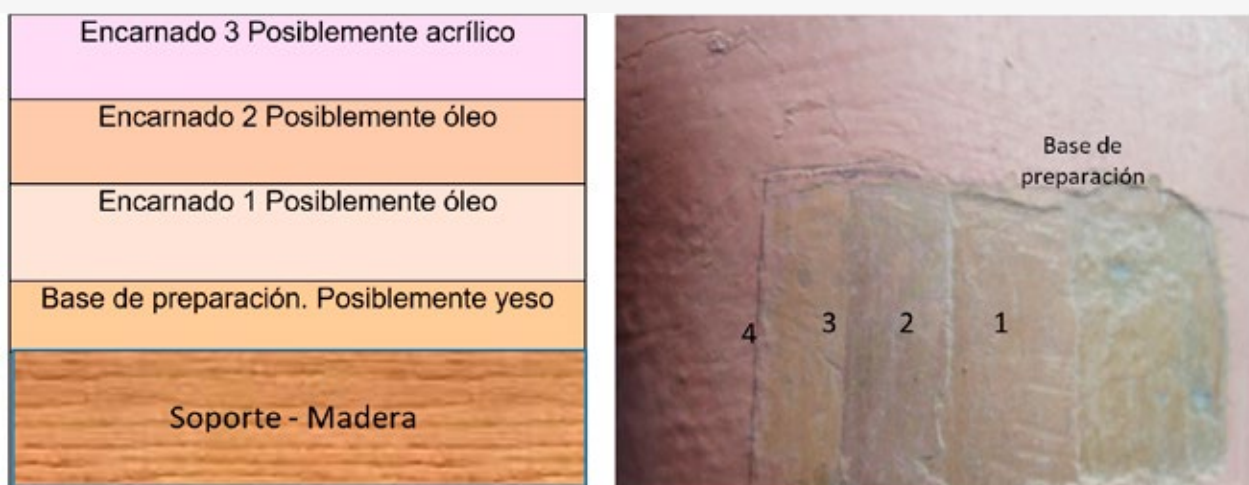 Encarnado 3 Posiblemente acrílico
Encarnado 2 Posiblemente óleo
Encarnado 1 Posiblemente óleo
Base de preparación. Posiblemente yeso
Soporte - Madera
Base de
preparación
4
3
2
1